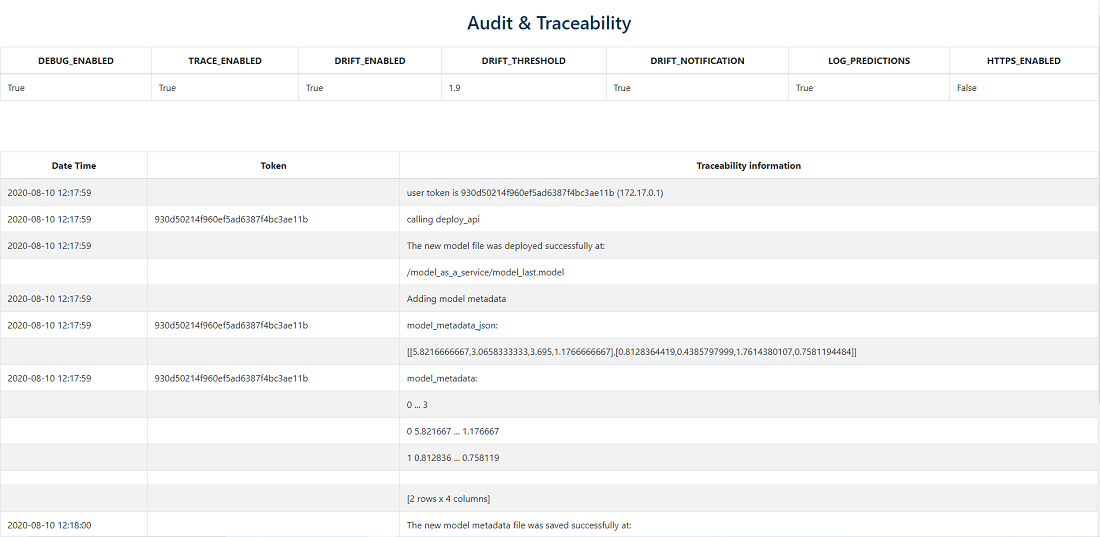 Audit & Traceability
DEBUG_ENABLED TRACE_ENABLED DRIFT_ENABLED DRIFT_THRESHOLD DRIFT_NOTIFICATION LOG_PREDICTIONS HTTPS_ENABLED
True True True 1.9 True True False
Date Time Token Traceability information
2020-08-10 12:17:59 user token is 930d50214f960ef5ad6387f4bc3ae11b (172.17.0.1)
2020-08-10 12:17:59 930d50214f960ef5ad6387f4bc3ae11b calling deploy_api
2020-08-10 12:17:59 The new model file was deployed successfully at:
/model_as_a_service/model_last.model
2020-08-10 12:17:59 Adding model metadata
2020-08-10 12:17:59 930d50214f960ef5ad6387f4bc3ae11b model_metadata_json:
[[5.8216666667,3.0658333333,3.695,1.1766666667],[0.8128364419,0.4385797999,1.7614380107,0.7581194484]]
2020-08-10 12:17:59 930d50214f960ef5ad6387f4bc3ae11b model_metadata:
0 ... 3
0 5.821667 ... 1.176667
1 0.812836 ... 0.758119
[2 rows x 4 columns]
2020-08-10 12:18:00 The new model metadata file was saved successfully at: